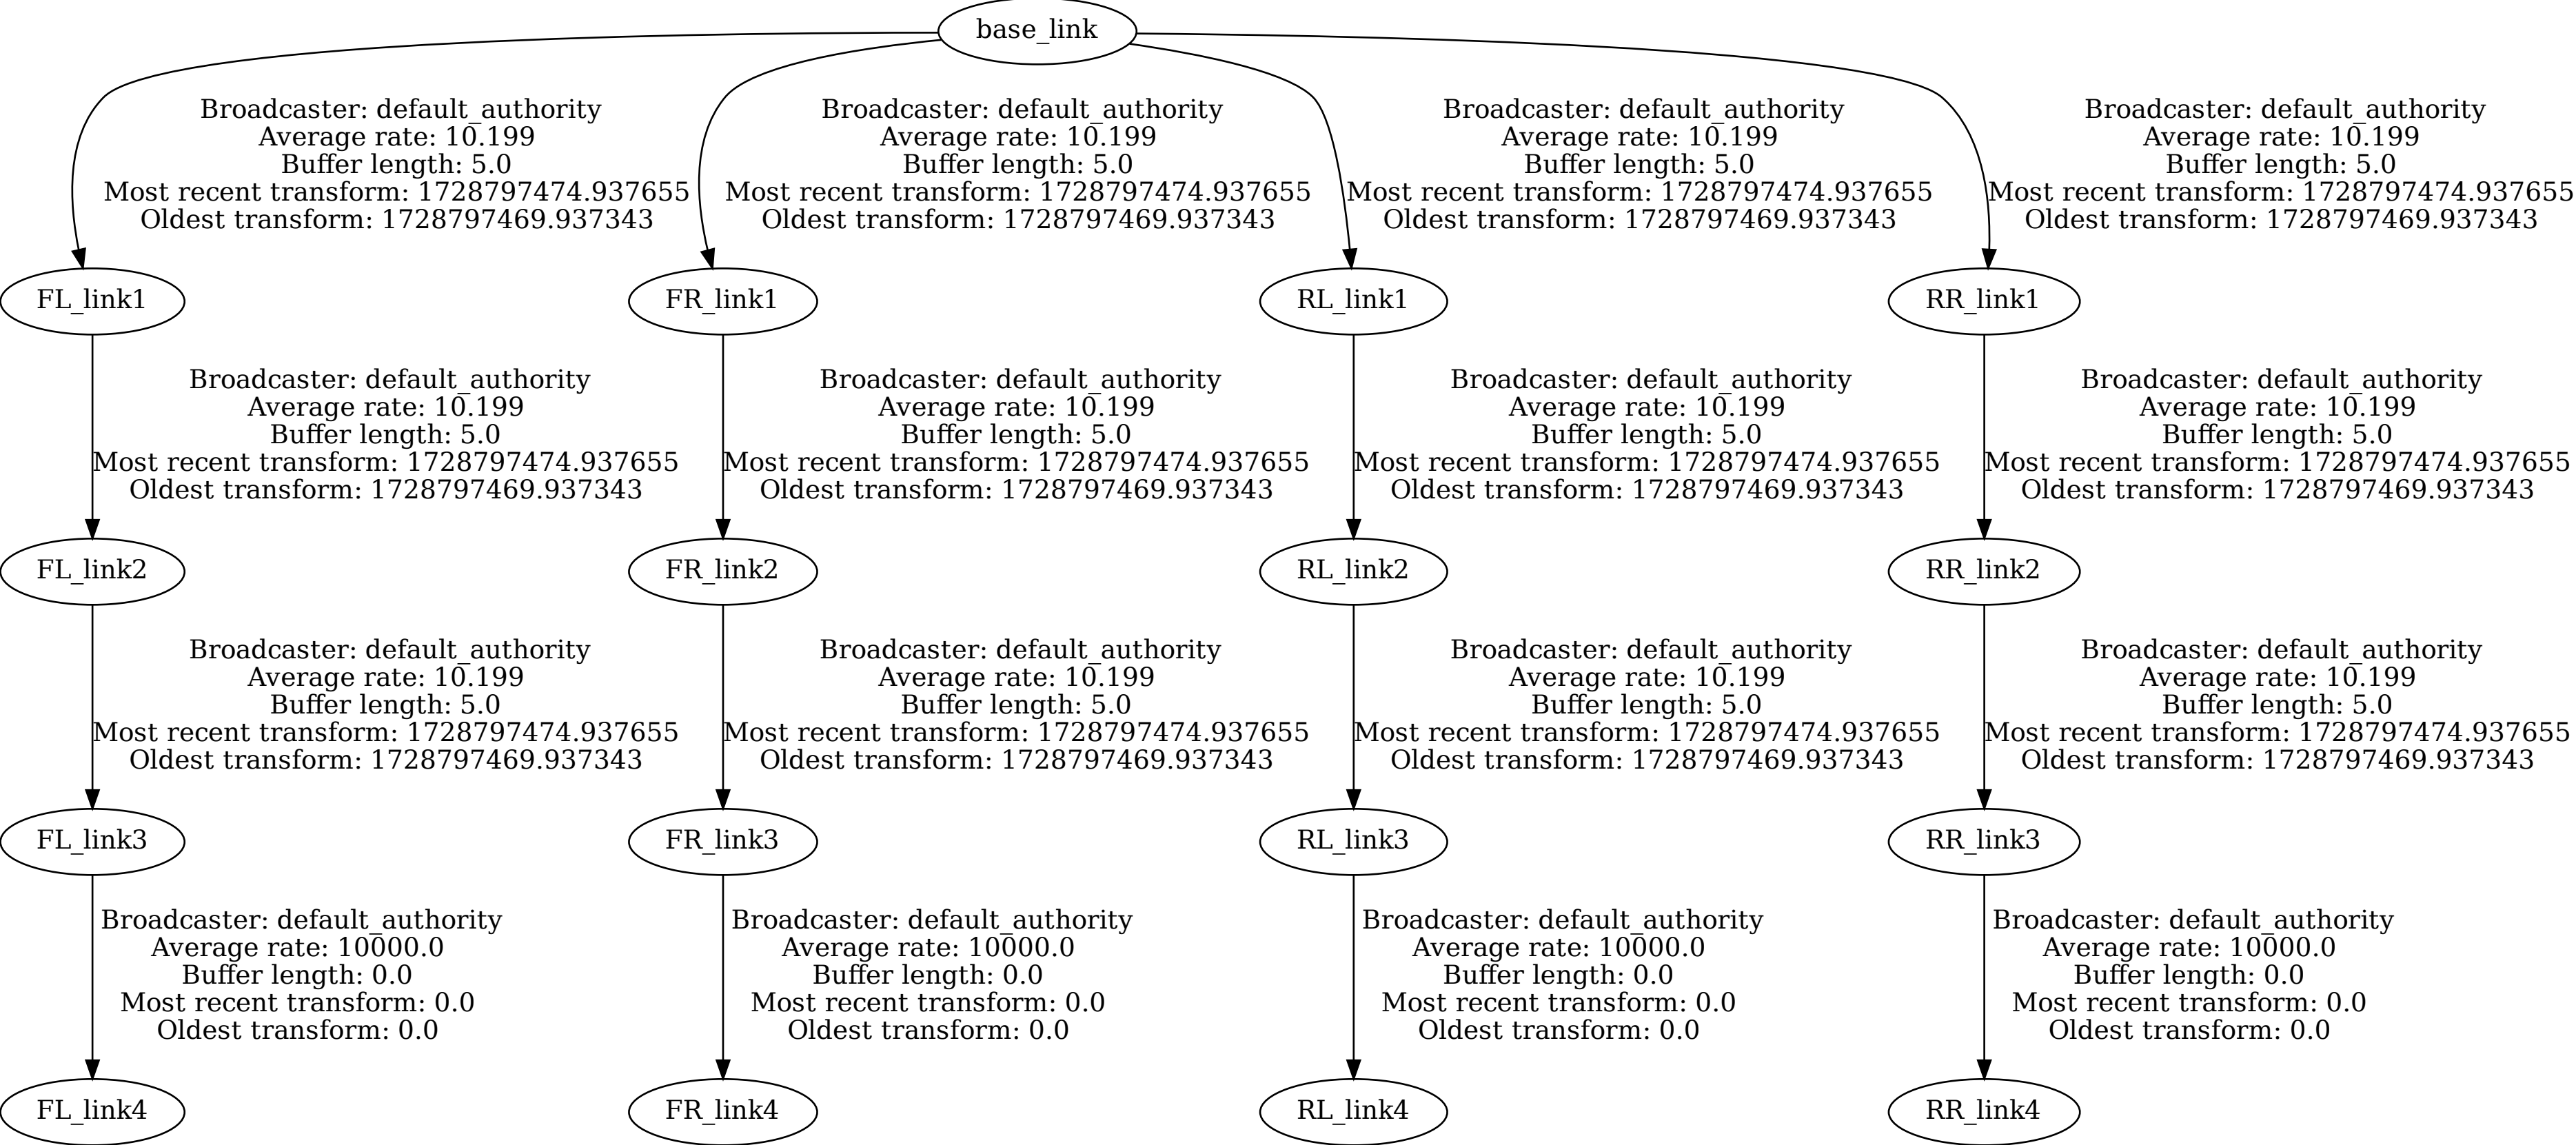 base_link
Broadcaster: default_authority
Average rate: 10.199
Buffer length: 5.0
Most recent transform: 1728797474.937655
Oldest transform: 1728797469.937343
Broadcaster: default_authority
Average rate: 10.199
Buffer length: 5.0
Most recent transform: 1728797474.937655
Oldest transform: 1728797469.937343
Broadcaster: default_authority
Average rate: 10.199
Buffer length: 5.0
Most recent transform: 1728797474.937655
Oldest transform: 1728797469.937343
Broadcaster: default_authority
Average rate: 10.199
Buffer length: 5.0
Most recent transform: 1728797474.937655
Oldest transform: 1728797469.937343
FL_link1
FR_link1
RL_link1
RR_link1
Broadcaster: default_authority
Average rate: 10.199
Buffer length: 5.0
Most recent transform: 1728797474.937655
Oldest transform: 1728797469.937343
Broadcaster: default_authority
Average rate: 10.199
Buffer length: 5.0
Most recent transform: 1728797474.937655
Oldest transform: 1728797469.937343
Broadcaster: default_authority
Average rate: 10.199
Buffer length: 5.0
Most recent transform: 1728797474.937655
Oldest transform: 1728797469.937343
Broadcaster: default_authority
Average rate: 10.199
Buffer length: 5.0
Most recent transform: 1728797474.937655
Oldest transform: 1728797469.937343
FL_link2
FR_link2
RL_link2
RR_link2
Broadcaster: default_authority
Average rate: 10.199
Buffer length: 5.0
Most recent transform: 1728797474.937655
Oldest transform: 1728797469.937343
Broadcaster: default_authority
Average rate: 10.199
Buffer length: 5.0
Most recent transform: 1728797474.937655
Oldest transform: 1728797469.937343
Broadcaster: default_authority
Average rate: 10.199
Buffer length: 5.0
Most recent transform: 1728797474.937655
Oldest transform: 1728797469.937343
Broadcaster: default_authority
Average rate: 10.199
Buffer length: 5.0
Most recent transform: 1728797474.937655
Oldest transform: 1728797469.937343
FL_link3
FR_link3
RL_link3
RR_link3
Broadcaster: default_authority
Average rate: 10000.0
Buffer length: 0.0
Most recent transform: 0.0
Oldest transform: 0.0
Broadcaster: default_authority
Average rate: 10000.0
Buffer length: 0.0
Most recent transform: 0.0
Oldest transform: 0.0
Broadcaster: default_authority
Average rate: 10000.0
Buffer length: 0.0
Most recent transform: 0.0
Oldest transform: 0.0
Broadcaster: default_authority
Average rate: 10000.0
Buffer length: 0.0
Most recent transform: 0.0
Oldest transform: 0.0
FL_link4
FR_link4
RL_link4
RR_link4